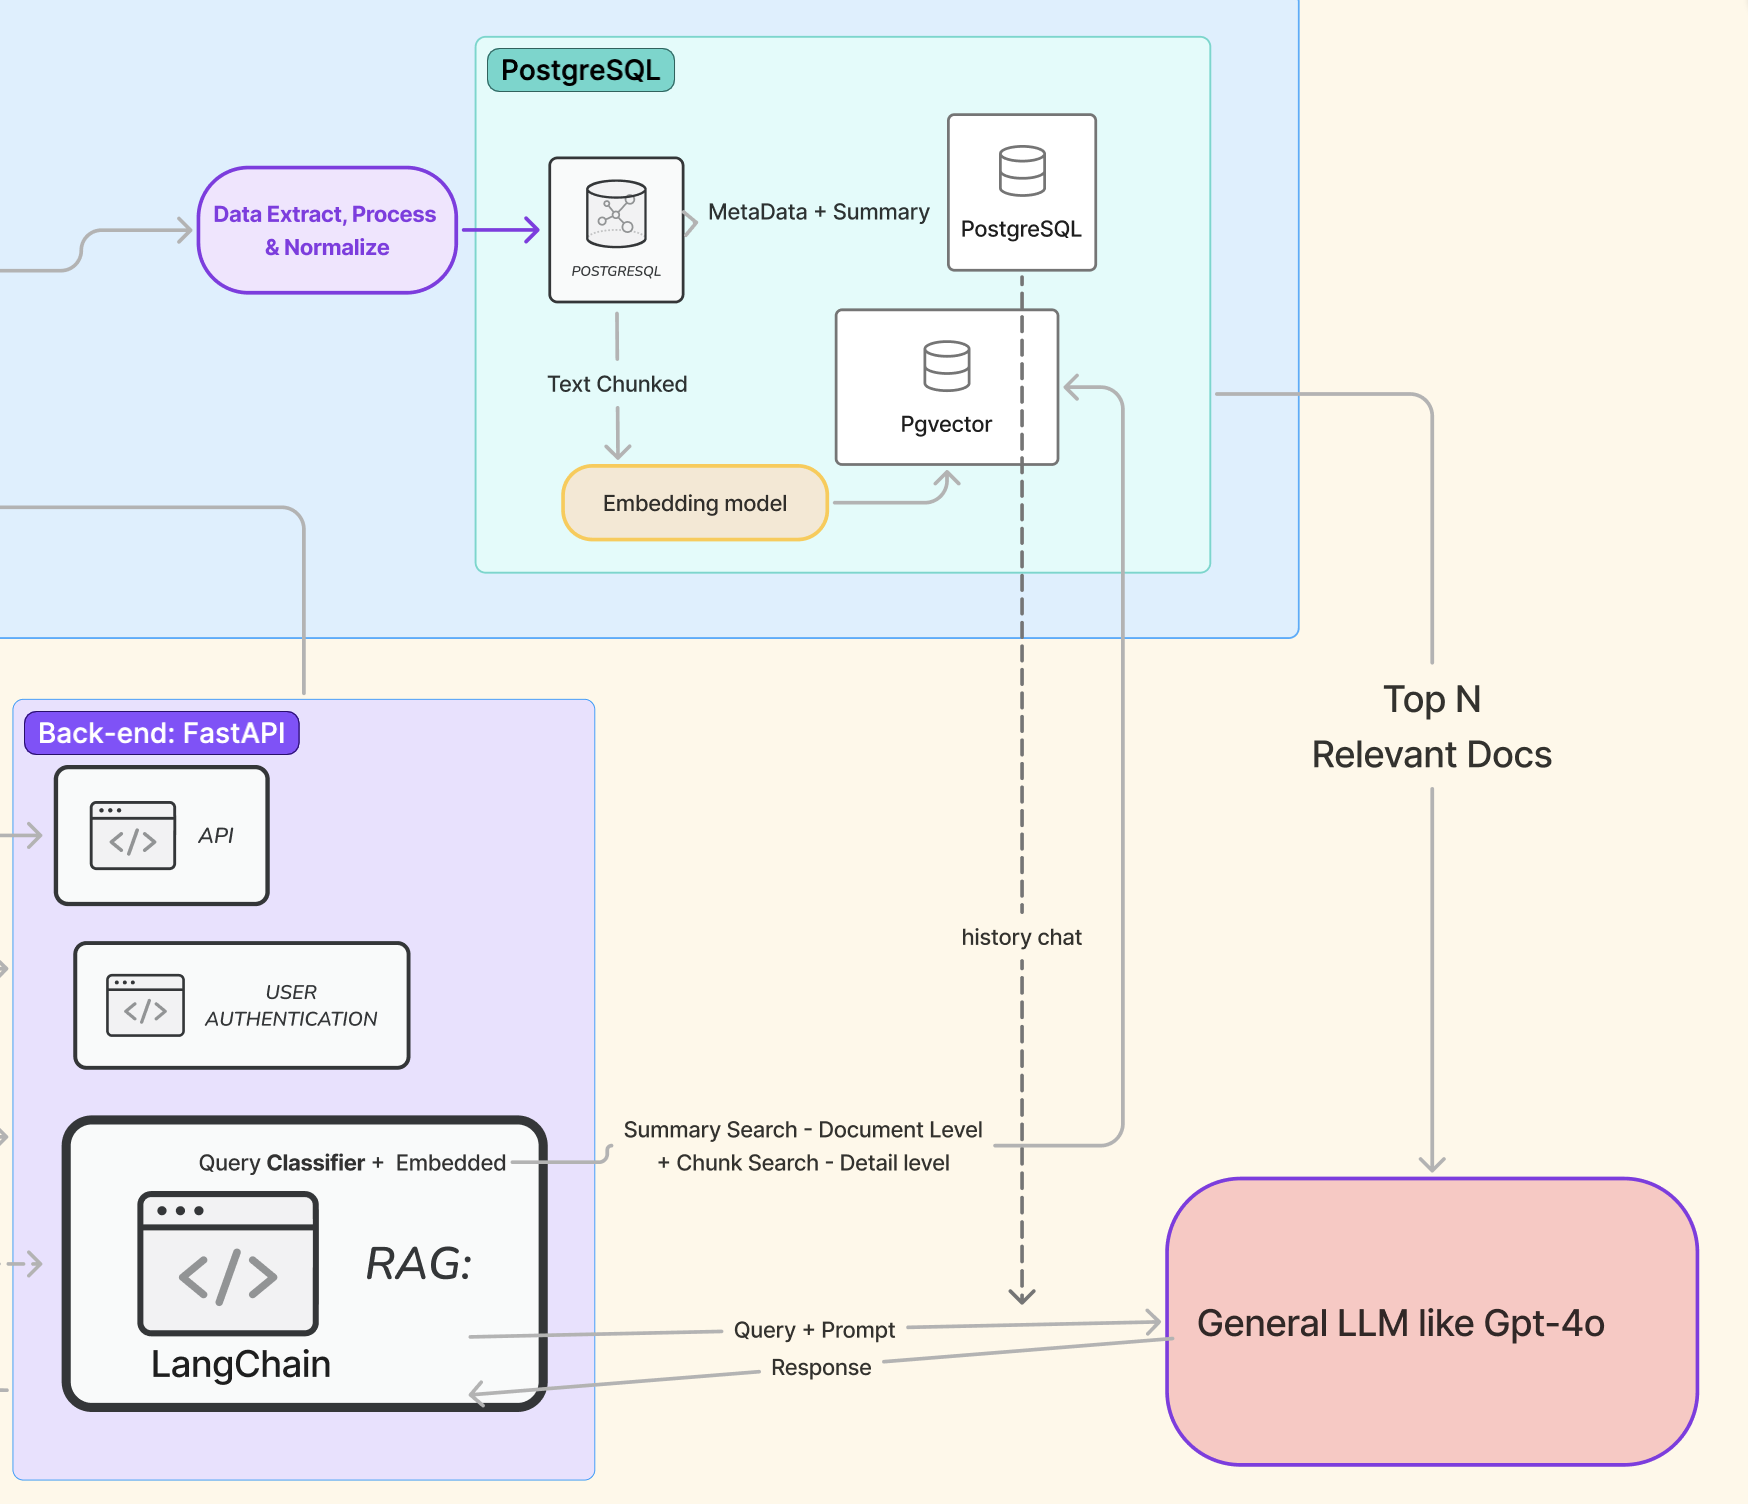 PostgreSQL
Data Extract, Process
& Normalize
POSTGRESQL
MetaData + Summary
PostgreSQL
Text Chunked
Pgvector
Embedding model
Top N
Relevant Docs
Back-end: FastAPI
API
USER
AUTHENTICATION
history chat
Query Classifier + Embedded
Summary Search - Document Level
+ Chunk Search - Detail level
RAG:
LangChain
Query + Prompt
Response
General LLM like Gpt-4o